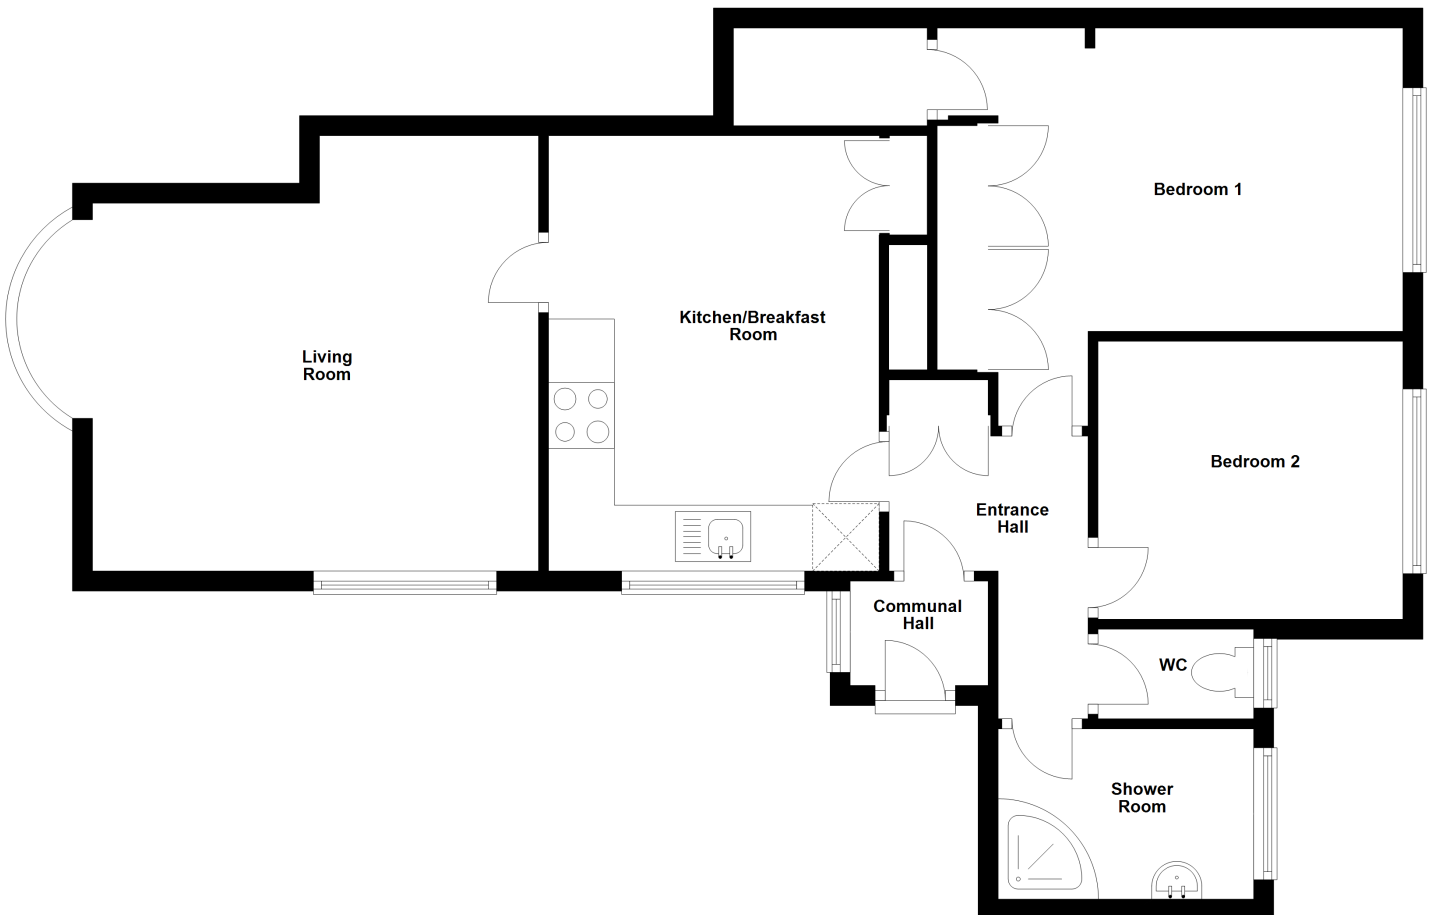 Bedroom 1
Kitchen/Breakfast
Room
Living
Room
Bedroom 2
Entrance
Hall
Communal
Hall
WC
Shower
Room